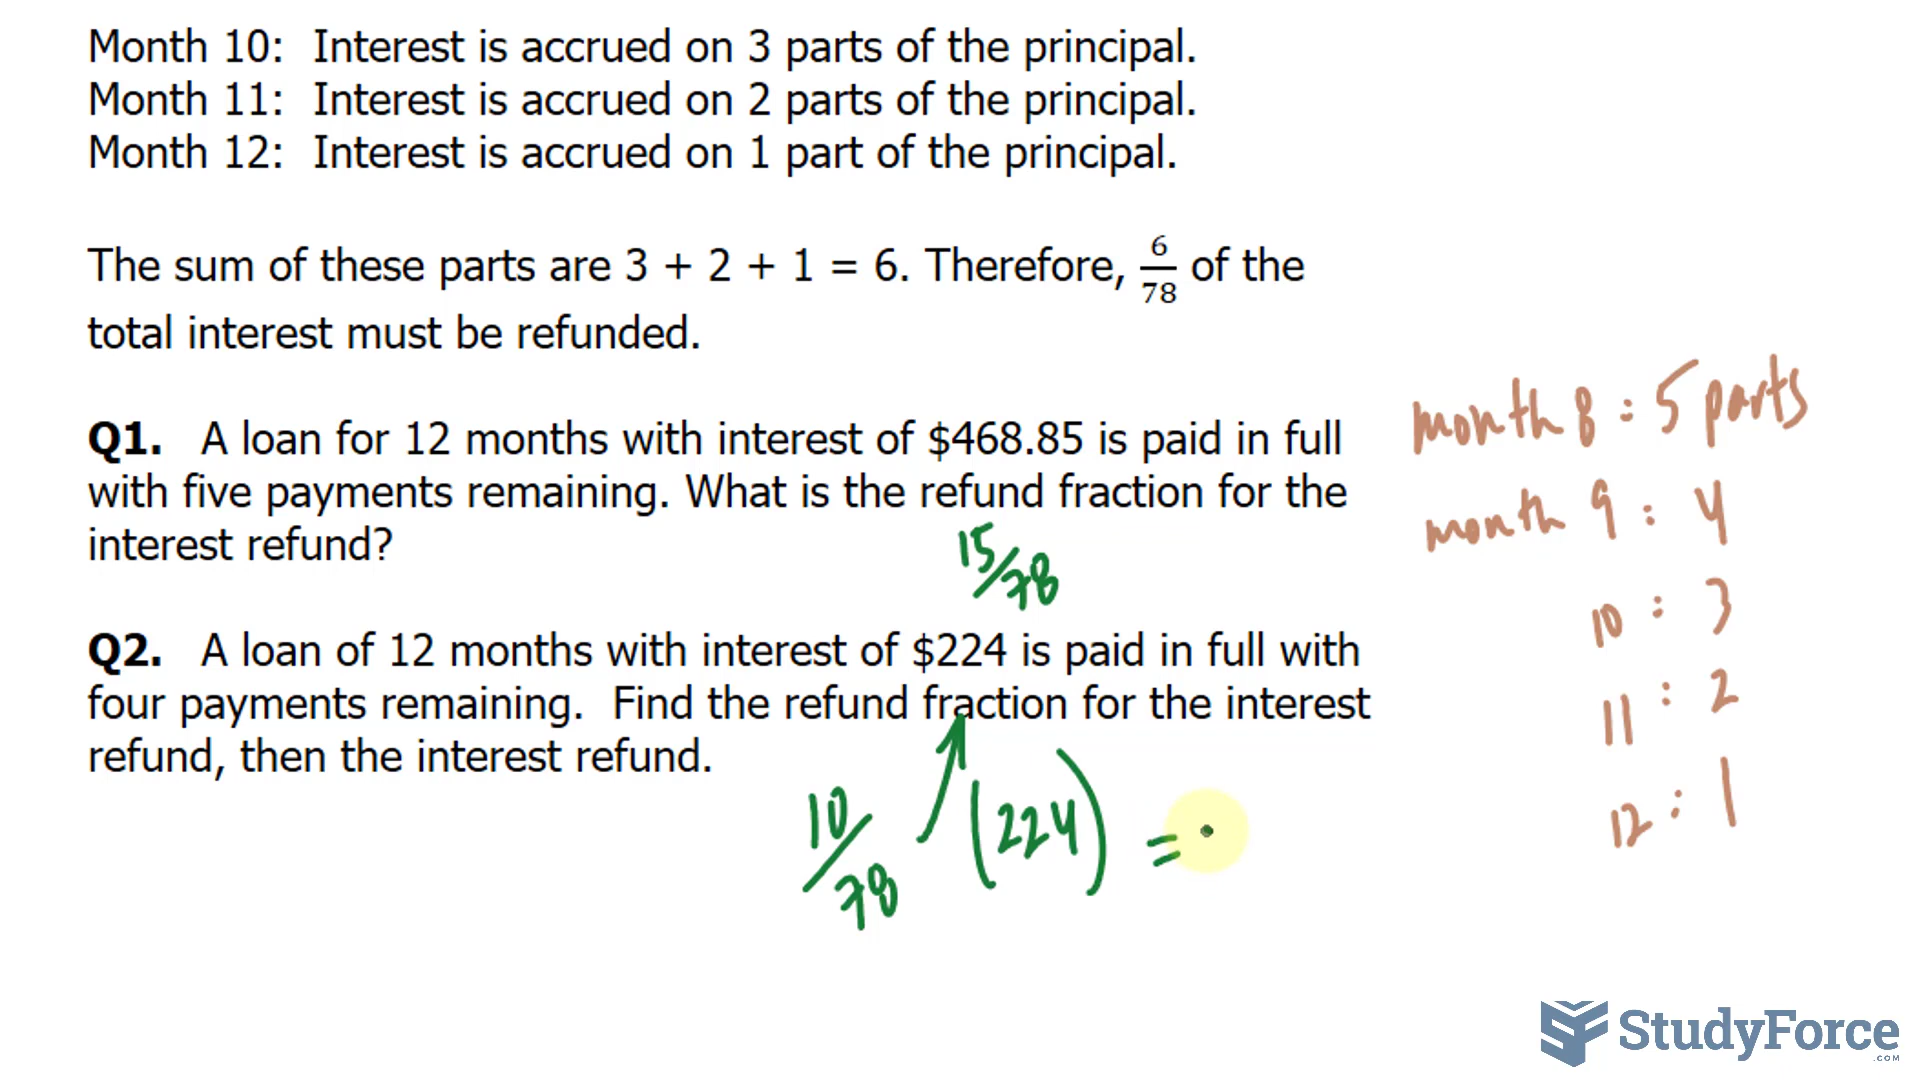 Month 10: Interest is accrued on 3 parts of the principal.
Month 11: Interest is accrued on 2 parts of the principal.
Month 12: Interest is accrued on 1 part of the principal.
The sum of these parts are 3 + 2 + 1 = 6. Therefore, 6/78 of the
total interest must be refunded.
Q1. A loan for 12 months with interest of $468.85 is paid in full
with five payments remaining. What is the refund fraction for the
interest refund?
15/78
Q2. A loan of 12 months with interest of $224 is paid in full with
four payments remaining. Find the refund fraction for the interest
refund, then the interest refund.
10/78 (224) =
month 8 : 5 parts
month 9 : 4
10 : 3
11 : 2
12 : 1
StudyForce
.COM